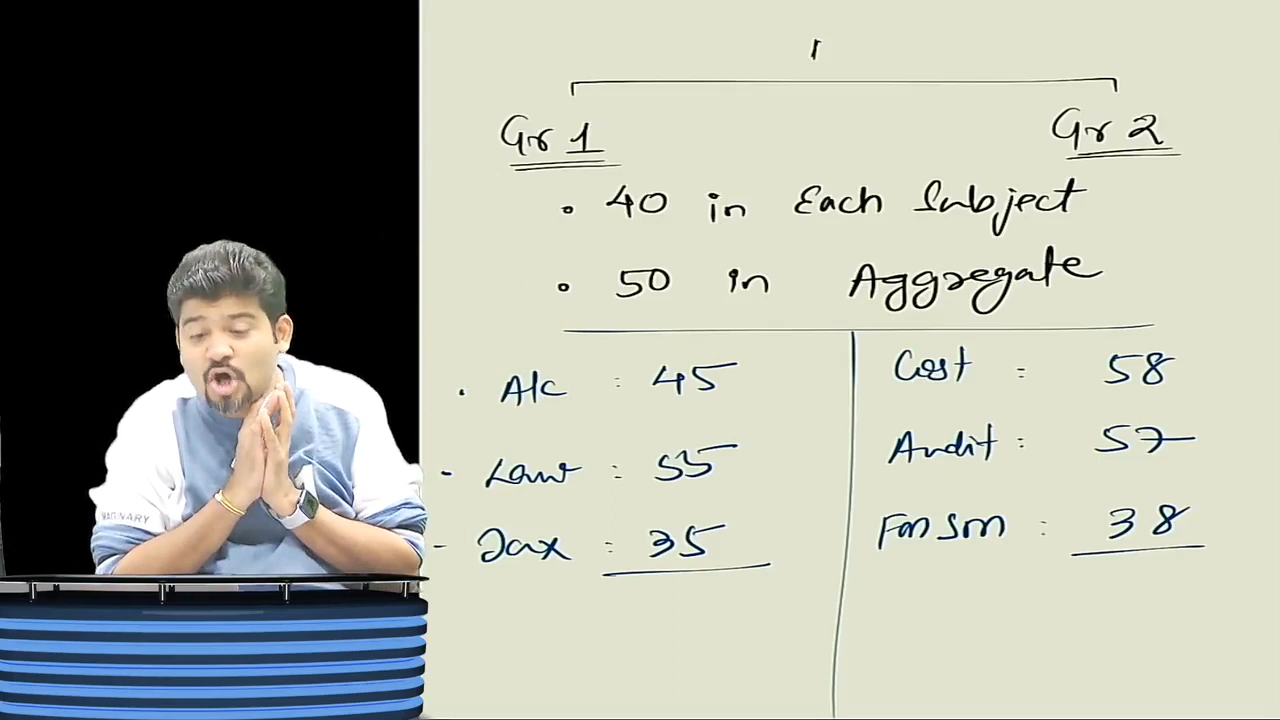 Gr 1
Gr 2
• 40 in Each Subject
• 50 in Aggregate
• A/c : 45
- Law : 55
- Tax : 35
Cost : 58
Audit : 57
Fm Sm : 38